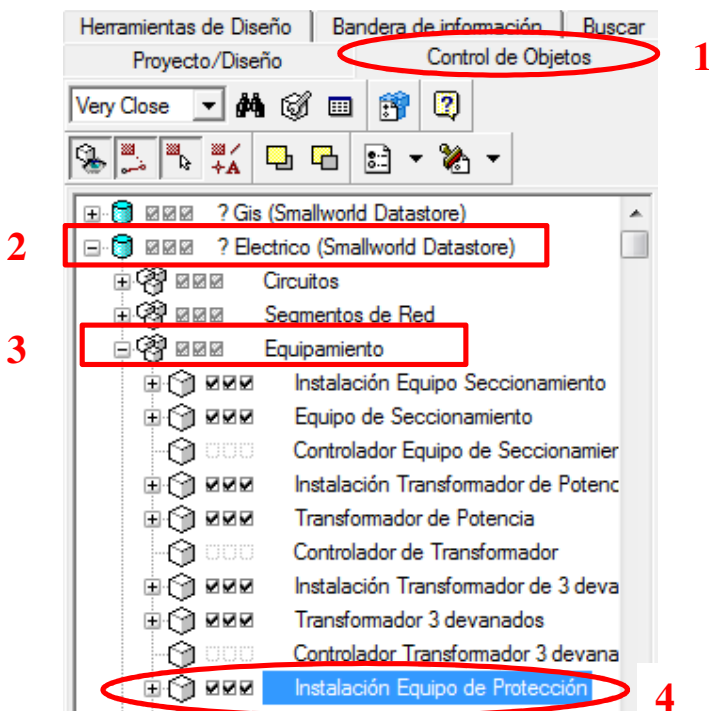 Herramientas de Diseño Bandera de información Buscar
Proyecto/Diseño Control de Objetos 1
Very Close
? Gis (Smallworld Datastore)
2 ? Electrico (Smallworld Datastore)
Circuitos
Segmentos de Red
3 Equipamiento
Instalación Equipo Seccionamiento
Equipo de Seccionamiento
Controlador Equipo de Seccionamier
Instalación Transformador de Potenc
Transformador de Potencia
Controlador de Transformador
Instalación Transformador de 3 deva
Transformador 3 devanados
Controlador Transformador 3 devana
Instalación Equipo de Protección 4